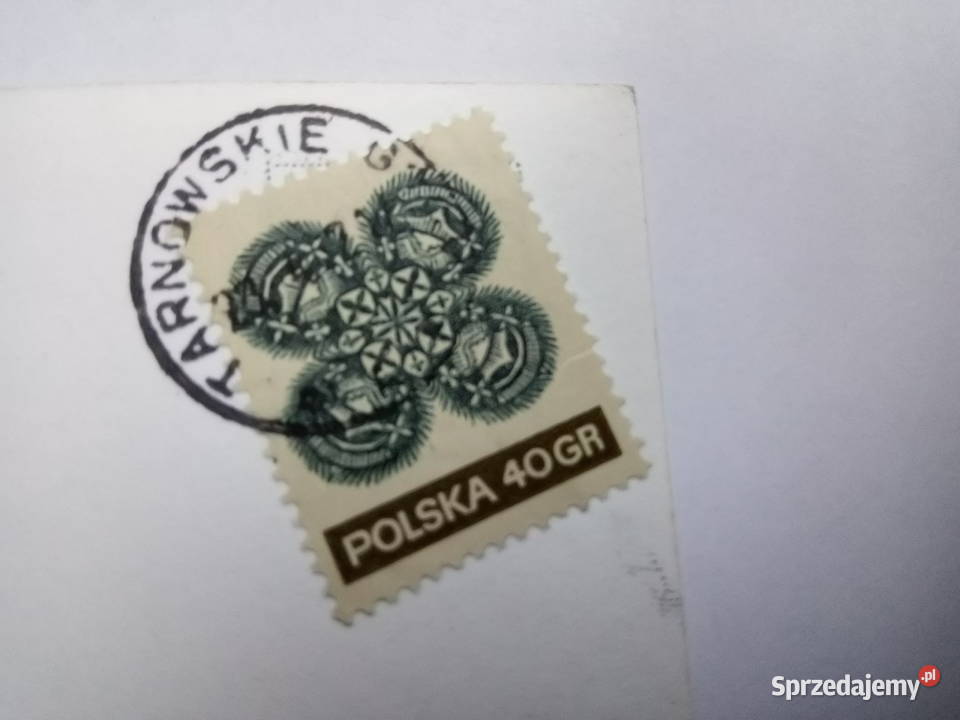 TARNOWSKIE G
POLSKA 40GR
Sprzedajemy.pl